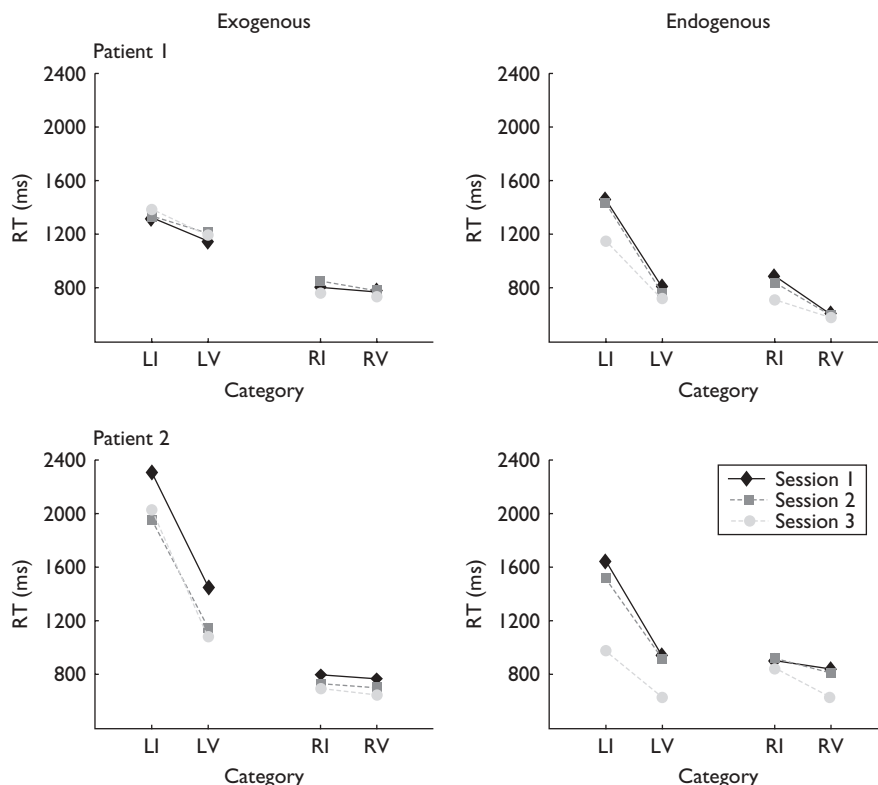 Exogenous
Endogenous
Patient 1
2400
2000
1600
1200
800
RT (ms)
LI LV RI RV
Category
2400
2000
1600
1200
800
RT (ms)
LI LV RI RV
Category
Patient 2
2400
2000
1600
1200
800
RT (ms)
LI LV RI RV
Category
2400
2000
1600
1200
800
RT (ms)
Session 1
Session 2
Session 3
LI LV RI RV
Category